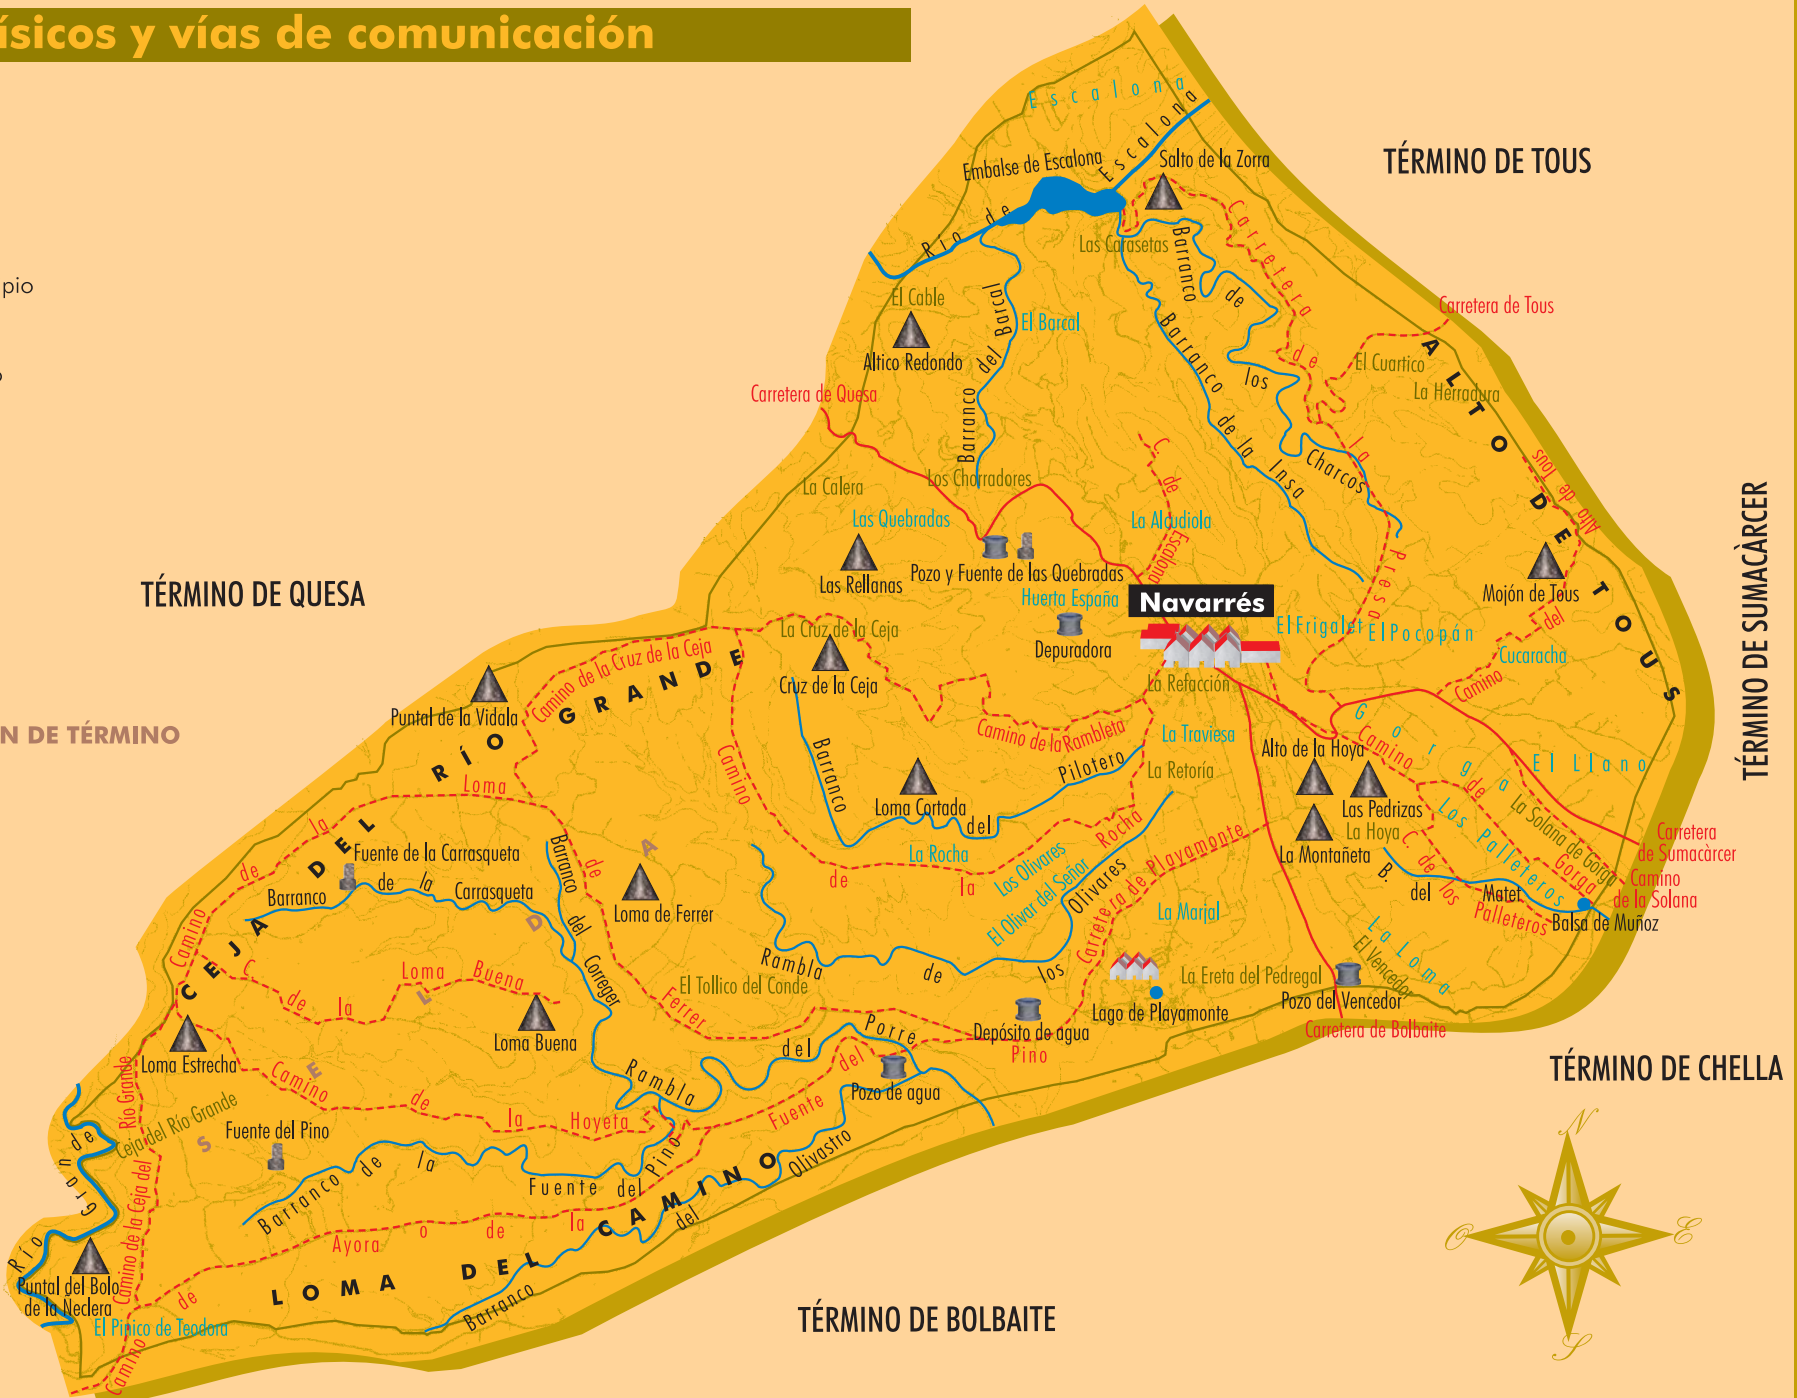 ísicos y vías de comunicación
pio
o
N DE TÉRMINO
TÉRMINO DE TOUS
TÉRMINO DE QUESA
TÉRMINO DE SUMACÀRCER
TÉRMINO DE CHELLA
TÉRMINO DE BOLBAITE
Escalona
Río de Escalona
Embalse de Escalona
Salto de la Zorra
Las Carasetas
Carretera de la Presa
Barranco de los Charcos
Barranco de la Insa
Barranco del Barcal
El Barcal
El Cable
Altico Redondo
Carretera de Quesa
Carretera de Tous
El Cuartico
La Herradura
ALTO DE TOUS
Alto de Tous
Los Chorradores
La Calera
Las Quebradas
Las Rellanas
Pozo y Fuente de las Quebradas
C. de Escalona
La Alcudiola
Huerta España
Navarrés
Depuradora
El Frigalet
El Pocopán
Mojón de Tous
Camino del
Cucaracha
La Cruz de la Ceja
Cruz de la Ceja
Camino de la Cruz de la Ceja
Puntal de la Vidala
CEJA DEL RÍO GRANDE
La Refacción
Camino de la Rambleta
La Traviesa
La Retoría
Alto de la Hoya
Las Pedrizas
La Hoya
La Montañeta
Gorga
El Llano
Camino de Gorga
La Solana de Gorga
Los Palleteros
C. de los Palleteros
Carretera
de Sumacàrcer
Camino
de la Solana
B. del Matet
Balsa de Muñoz
La Loma
El Vencedor
Pozo del Vencedor
Carretera de Bolbaite
Barranco del Pilotero
Loma Cortada
Camino de la Rocha
La Rocha
Los Olivares
El Olivar del Señor
Rambla de los Olivares
Carretera de Playamonte
La Marjal
La Ereta del Pedregal
Lago de Playamonte
Depósito de agua
El Tollico del Conde
Camino de la Loma de Ferrer
Loma de Ferrer
Fuente de la Carrasqueta
Barranco de la Carrasqueta
Barranco del Correger
C. de la Loma Buena
Loma Buena
SELDA
Loma Estrecha
Camino de la Hoyeta
Rambla del Porre
Pozo de agua
Fuente del Pino
Ceja del Río Grande
Camino de la Ceja del Río Grande
Fuente del Pino
Barranco de la Fuente del Pino
Camino de Ayora o de la
LOMA DEL CAMINO
Barranco del Olivastro
Río Grande
Puntal del Bolo
de la Neclera
El Pinico de Teodora
N
E
S
O